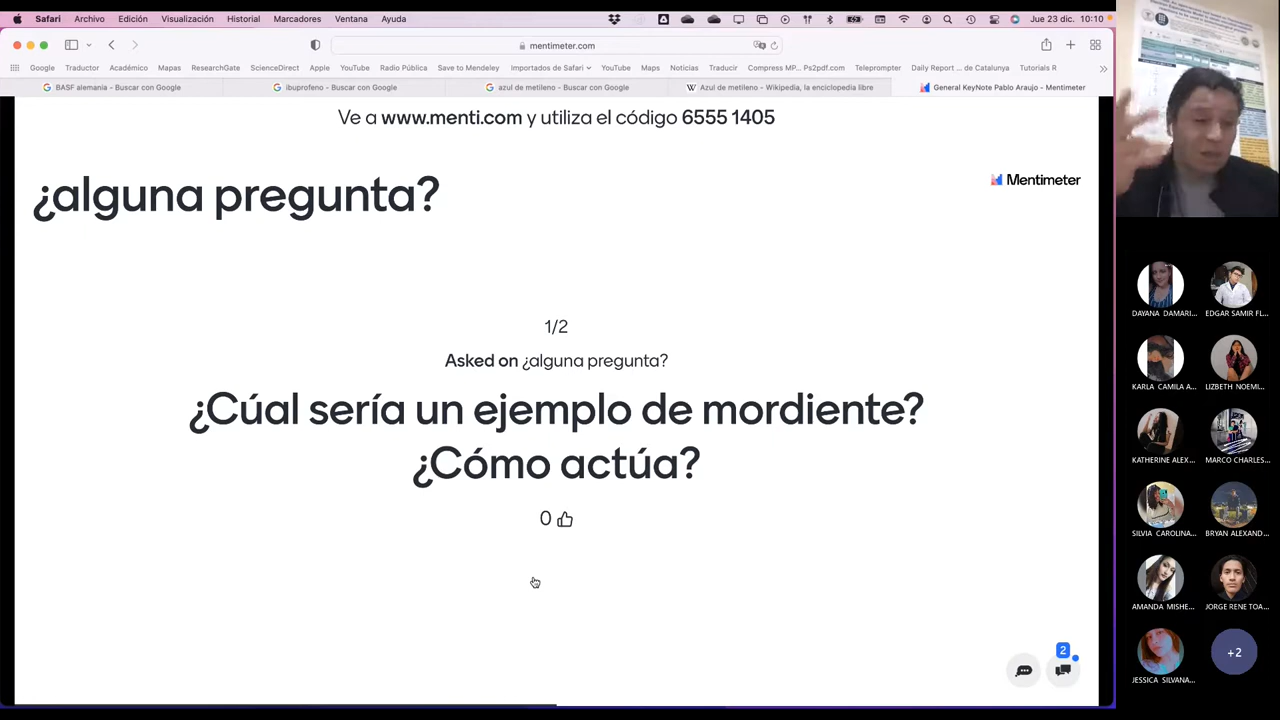 Safari Archivo Edición Visualización Historial Marcadores Ventana Ayuda Jue 23 dic. 10:10
mentimeter.com
Google Traductor Académico Mapas ResearchGate ScienceDirect Apple YouTube Radio Pública Save to Mendeley Importados de Safari YouTube Maps Noticias Traducir Compress MP... Ps2pdf.com Teleprompter Daily Report ... de Catalunya Tutorials R
BASF alemania - Buscar con Google
ibuprofeno - Buscar con Google
azul de metileno - Buscar con Google
Azul de metileno - Wikipedia, la enciclopedia libre
General KeyNote Pablo Araujo - Mentimeter
Ve a www.menti.com y utiliza el código 6555 1405
¿alguna pregunta?
Mentimeter
1/2
Asked on ¿alguna pregunta?
¿Cúal sería un ejemplo de mordiente?
¿Cómo actúa?
0
2
DAYANA DAMARI...
EDGAR SAMIR FL...
KARLA CAMILA A...
LIZBETH NOEMI...
KATHERINE ALEX...
MARCO CHARLES...
SILVIA CAROLINA...
BRYAN ALEXAND...
AMANDA MISHE...
JORGE RENE TOA...
JESSICA SILVANA...
+2